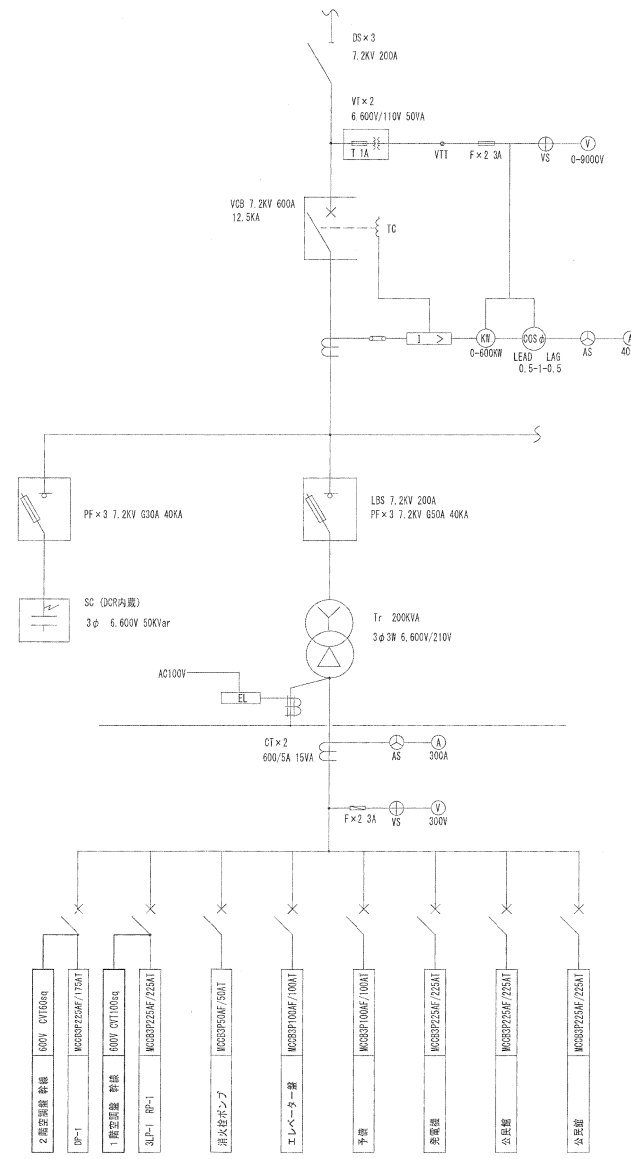 DS×3
7.2KV 200A
VT×2
6.600V/110V 50VA
T 1A
VTT
F×2 3A
VS
V
0-9000V
VCB 7.2KV 600A
12.5KA
TC
I >
KW
0-600KW
COSφ
LEAD LAG
0.5-1-0.5
AS
A
40
PF×3 7.2KV G30A 40KA
LBS 7.2KV 200A
PF×3 7.2KV G50A 40KA
SC (DCR内蔵)
3φ 6.600V 50KVar
Tr 200KVA
3φ3W 6,600V/210V
AC100V
EL
CT×2
600/5A 15VA
AS
A
300A
F×2 3A
VS
V
300V
600V CVT60sq
2階空調盤 幹線
MCCB3P225AF/175AT
DP-1
600V CVT100sq
1階空調盤 幹線
MCCB3P225AF/225AT
3LP-1 RP-1
MCCB3P50AF/50AT
消火栓ポンプ
MCCB3P100AF/100AT
エレベーター盤
MCCB3P100AF/100AT
予備
MCCB3P225AF/225AT
発電機
MCCB3P225AF/225AT
公民館
MCCB3P225AF/225AT
公民館